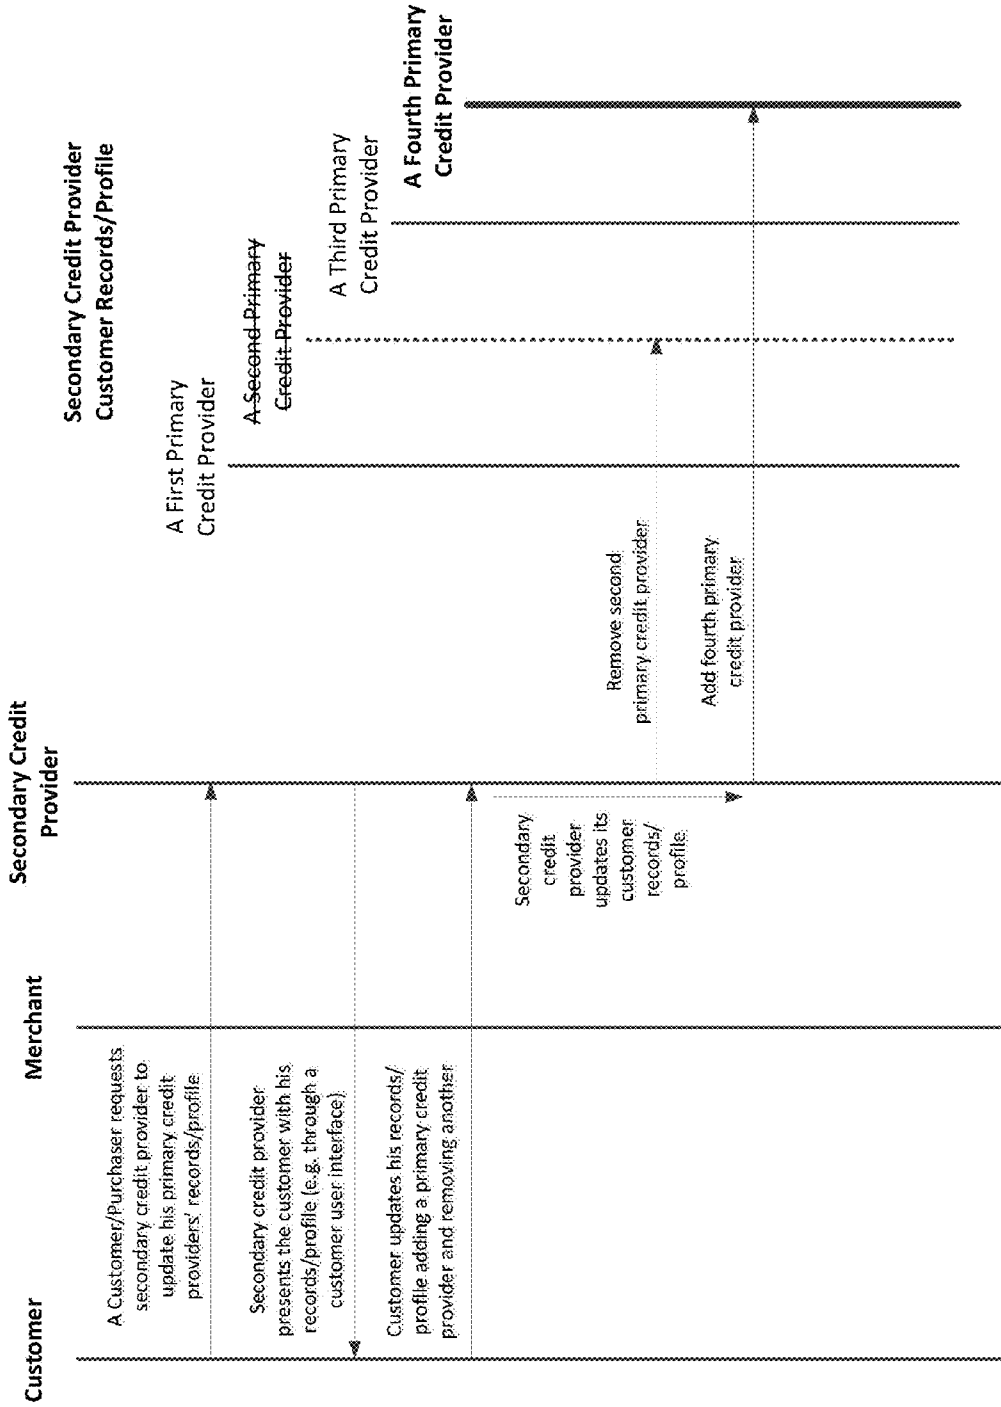 Customer
Merchant
Secondary Credit
Provider
Secondary Credit Provider
Customer Records/Profile
A First Primary
Credit Provider
A Second Primary
Credit Provider
A Third Primary
Credit Provider
A Fourth Primary
Credit Provider
A Customer/Purchaser requests
secondary credit provider to
update his primary credit
providers' records/profile
Secondary credit provider
presents the customer with his
records/profile (e.g. through a
customer user interface)
Customer updates his records/
profile adding a primary credit
provider and removing another
Secondary
credit
provider
updates its
customer
records/
profile
Remove second
primary credit provider
Add fourth primary
credit provider